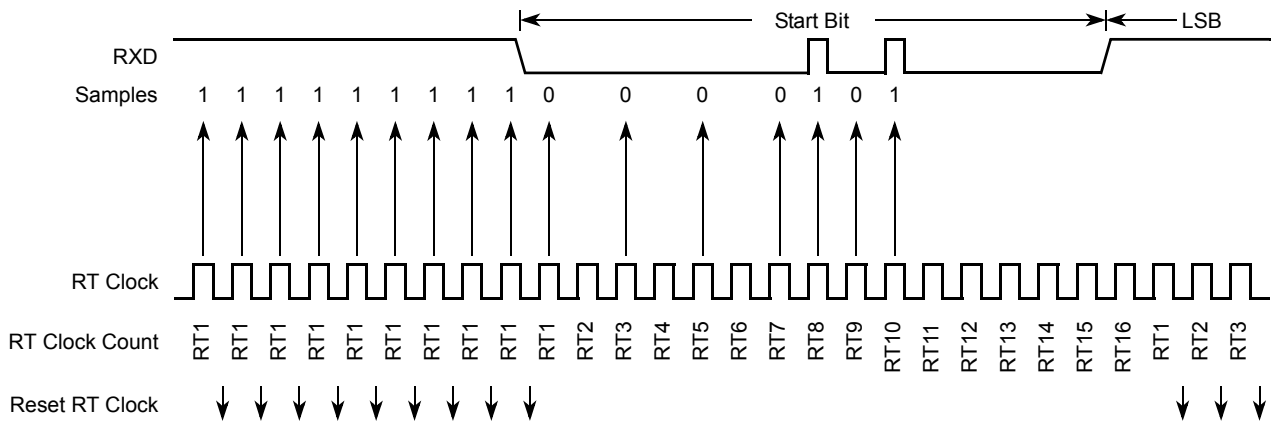 Start Bit
LSB
RXD
Samples 1 1 1 1 1 1 1 1 1 0 0 0 0 1 0 1
RT Clock
RT Clock Count RT1 RT1 RT1 RT1 RT1 RT1 RT1 RT1 RT1 RT1 RT2 RT3 RT4 RT5 RT6 RT7 RT8 RT9 RT10 RT11 RT12 RT13 RT14 RT15 RT16 RT1 RT2 RT3
Reset RT Clock